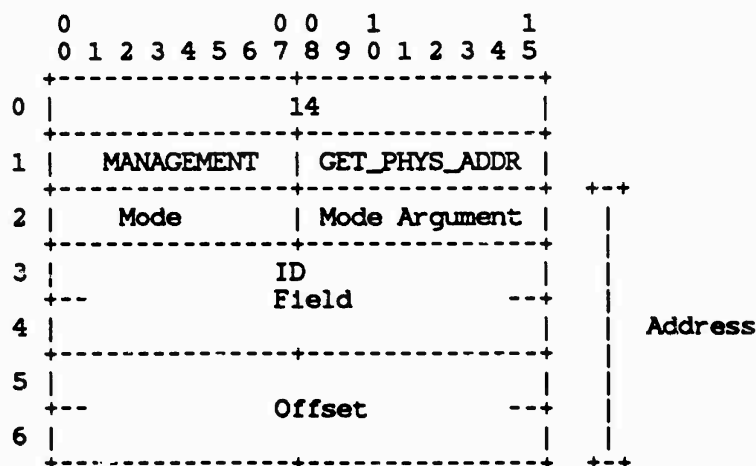 0 0 0 1 1
0 1 2 3 4 5 6 7 8 9 0 1 2 3 4 5
0 14
1 MANAGEMENT GET_PHYS_ADDR
2 Mode Mode Argument
3 ID
Field
4 Address
5
Offset
6